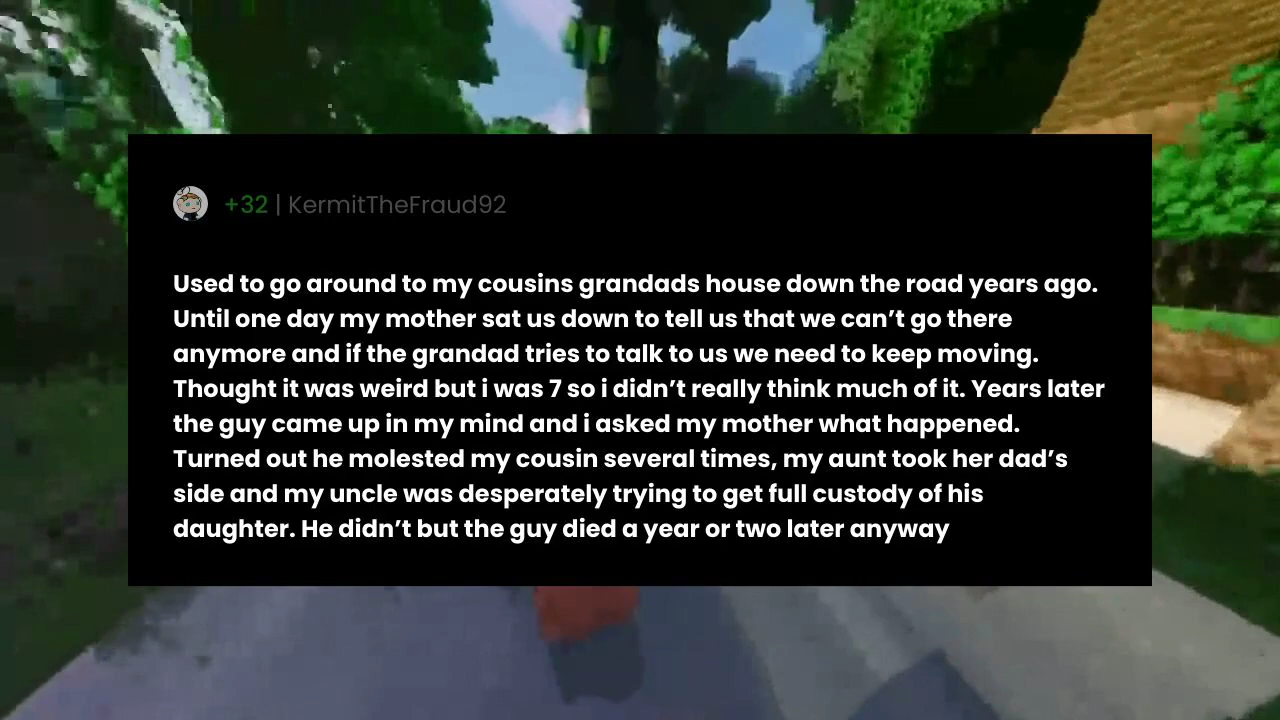 +32 | KermitTheFraud92
Used to go around to my cousins grandads house down the road years ago.
Until one day my mother sat us down to tell us that we can’t go there
anymore and if the grandad tries to talk to us we need to keep moving.
Thought it was weird but i was 7 so i didn’t really think much of it. Years later
the guy came up in my mind and i asked my mother what happened.
Turned out he molested my cousin several times, my aunt took her dad’s
side and my uncle was desperately trying to get full custody of his
daughter. He didn’t but the guy died a year or two later anyway